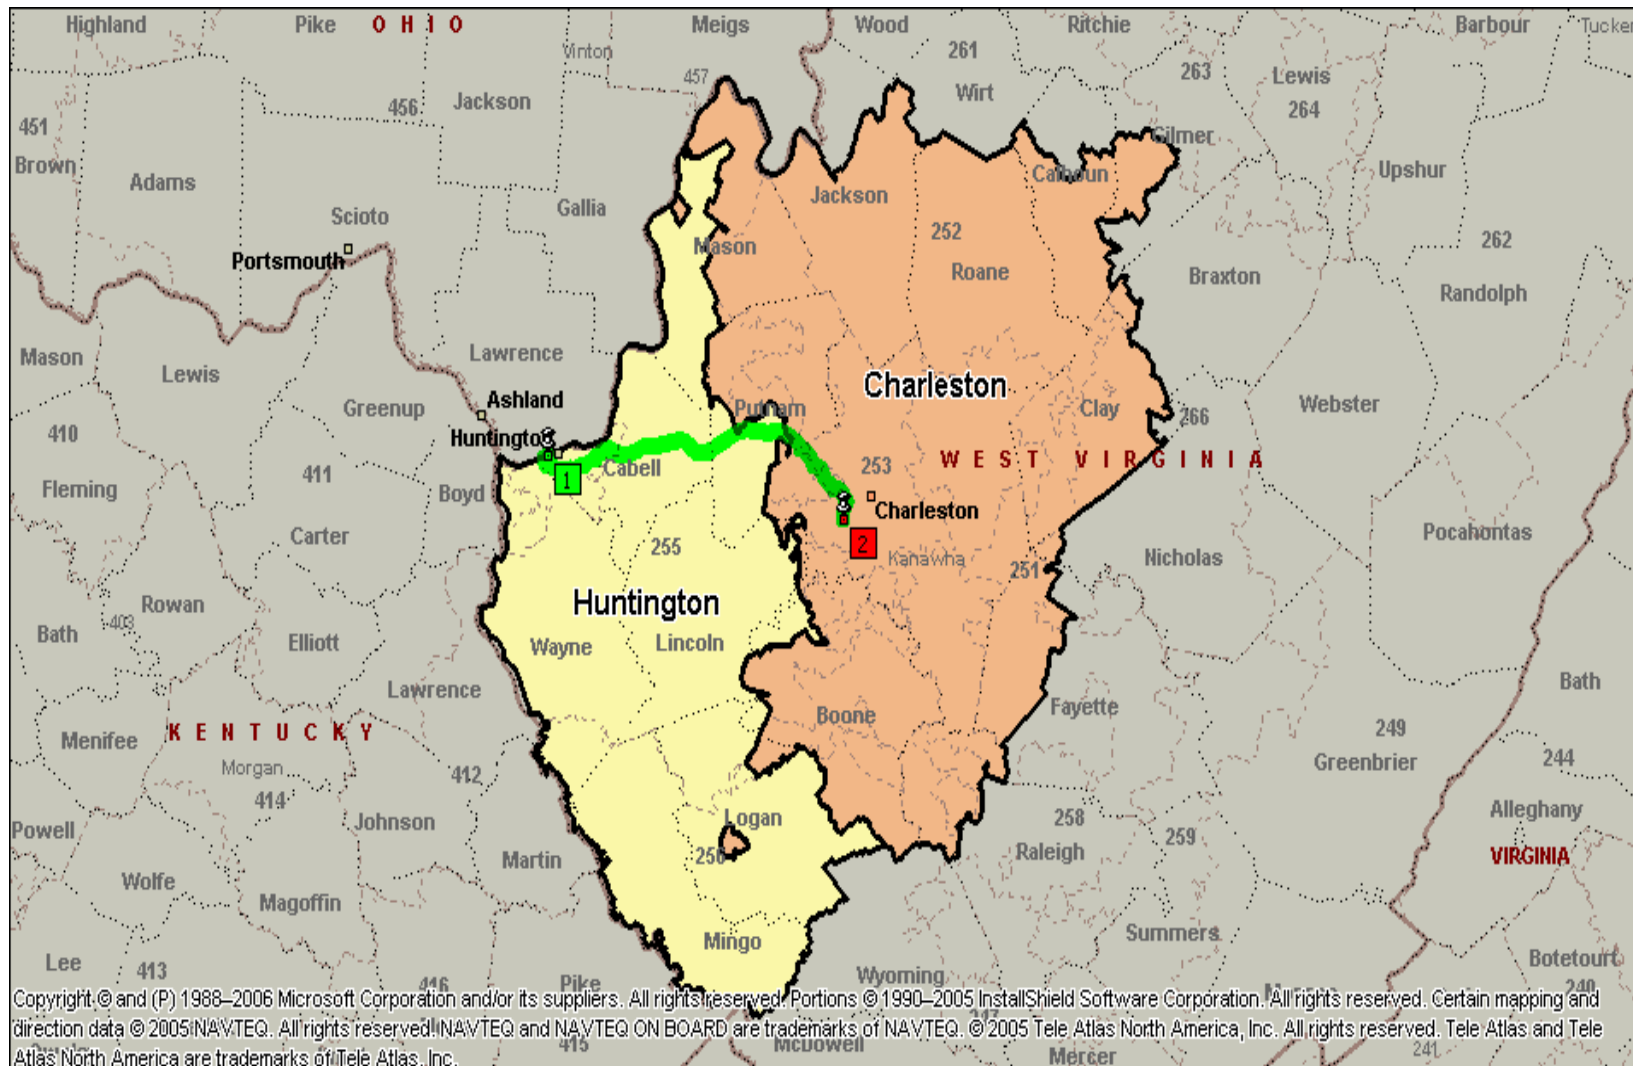 Highland Pike OHIO Meigs Wood Ritchie Barbour Tucker
Vinton 261 263 Lewis
457 Wirt 264
456 Jackson
451 Gilmer
Brown Adams Calhoun Upshur
Scioto Gallia Jackson
Portsmouth Mason 252 262
Roane Braxton Randolph
Mason Lewis Lawrence
Greenup Ashland Charleston Putnam Clay 266 Webster
410 Huntington
411 Cabell 253 WEST VIRGINIA
Fleming Boyd 1 Charleston
Carter 255 2 Kanawha 251 Nicholas Pocahontas
Rowan Huntington
Bath 403 Elliott Wayne Lincoln
Lawrence Bath
Menifee KENTUCKY Boone Fayette 249
Morgan 412 Greenbrier 244
414 Johnson Logan 258 259 Alleghany
Powell Martin 256 Raleigh VIRGINIA
Wolfe Magoffin
Mingo Summers
Lee 413 416 Pike Wyoming Botetourt
240
Copyright © and (P) 1988–2006 Microsoft Corporation and/or its suppliers. All rights reserved. Portions © 1990–2005 InstallShield Software Corporation. All rights reserved. Certain mapping and
direction data © 2005 NAVTEQ. All rights reserved. NAVTEQ and NAVTEQ ON BOARD are trademarks of NAVTEQ. © 2005 Tele Atlas North America, Inc. All rights reserved. Tele Atlas and Tele
Atlas North America are trademarks of Tele Atlas, Inc.
415 McDowell Mercer 241